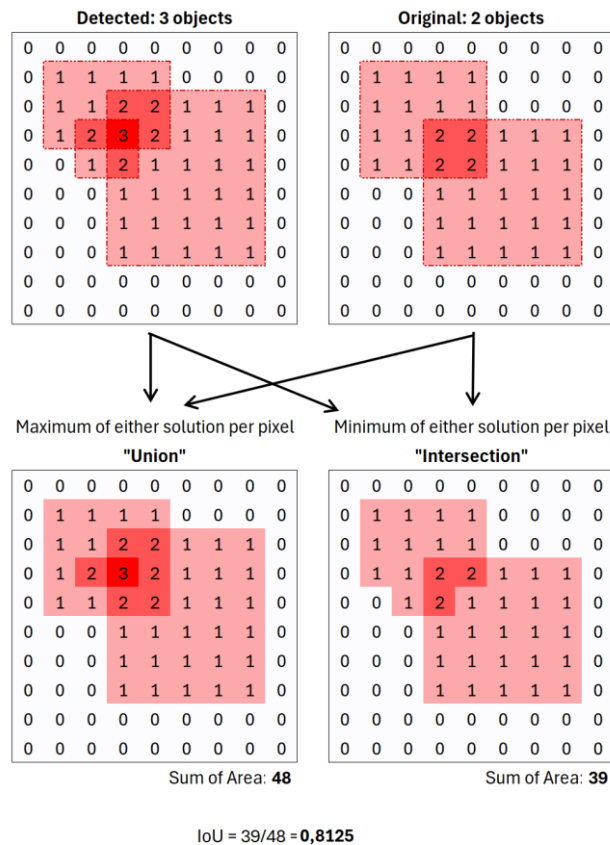 Detected: 3 objects
0 0 0 0 0 0 0 0 0
0 1 1 1 1 0 0 0 0
0 1 1 2 2 1 1 1 0
0 1 2 3 2 1 1 1 0
0 0 1 2 1 1 1 1 0
0 0 0 1 1 1 1 1 0
0 0 0 1 1 1 1 1 0
0 0 0 1 1 1 1 1 0
0 0 0 0 0 0 0 0 0
0 0 0 0 0 0 0 0 0
Original: 2 objects
0 0 0 0 0 0 0 0 0
0 1 1 1 1 0 0 0 0
0 1 1 1 1 0 0 0 0
0 1 1 2 2 1 1 1 0
0 1 1 2 2 1 1 1 0
0 0 0 1 1 1 1 1 0
0 0 0 1 1 1 1 1 0
0 0 0 1 1 1 1 1 0
0 0 0 0 0 0 0 0 0
0 0 0 0 0 0 0 0 0
Maximum of either solution per pixel
"Union"
0 0 0 0 0 0 0 0 0
0 1 1 1 1 0 0 0 0
0 1 1 2 2 1 1 1 0
0 1 2 3 2 1 1 1 0
0 1 1 2 2 1 1 1 0
0 0 0 1 1 1 1 1 0
0 0 0 1 1 1 1 1 0
0 0 0 1 1 1 1 1 0
0 0 0 0 0 0 0 0 0
0 0 0 0 0 0 0 0 0
Sum of Area: 48
Minimum of either solution per pixel
"Intersection"
0 0 0 0 0 0 0 0 0
0 1 1 1 1 0 0 0 0
0 1 1 1 1 0 0 0 0
0 1 1 2 2 1 1 1 0
0 0 1 2 1 1 1 1 0
0 0 0 1 1 1 1 1 0
0 0 0 1 1 1 1 1 0
0 0 0 1 1 1 1 1 0
0 0 0 0 0 0 0 0 0
0 0 0 0 0 0 0 0 0
Sum of Area: 39
IoU = 39/48 = 0,8125